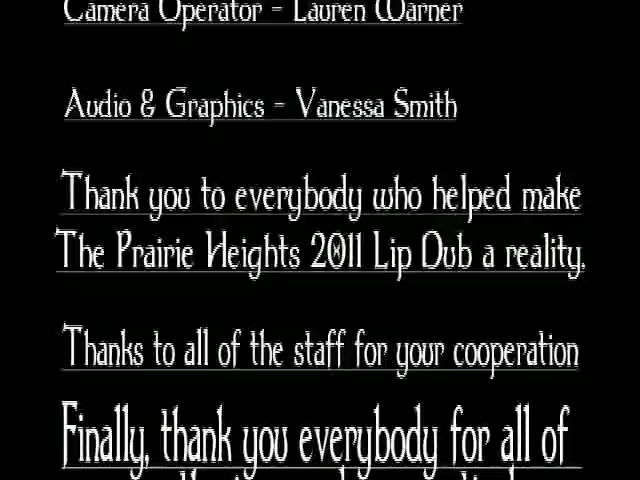 Camera Operator - Lauren Warner
Audio & Graphics - Vanessa Smith
Thank you to everybody who helped make
The Prairie Heights 2011 Lip Dub a reality,
Thanks to all of the staff for your cooperation
Finally, thank you everybody for all of